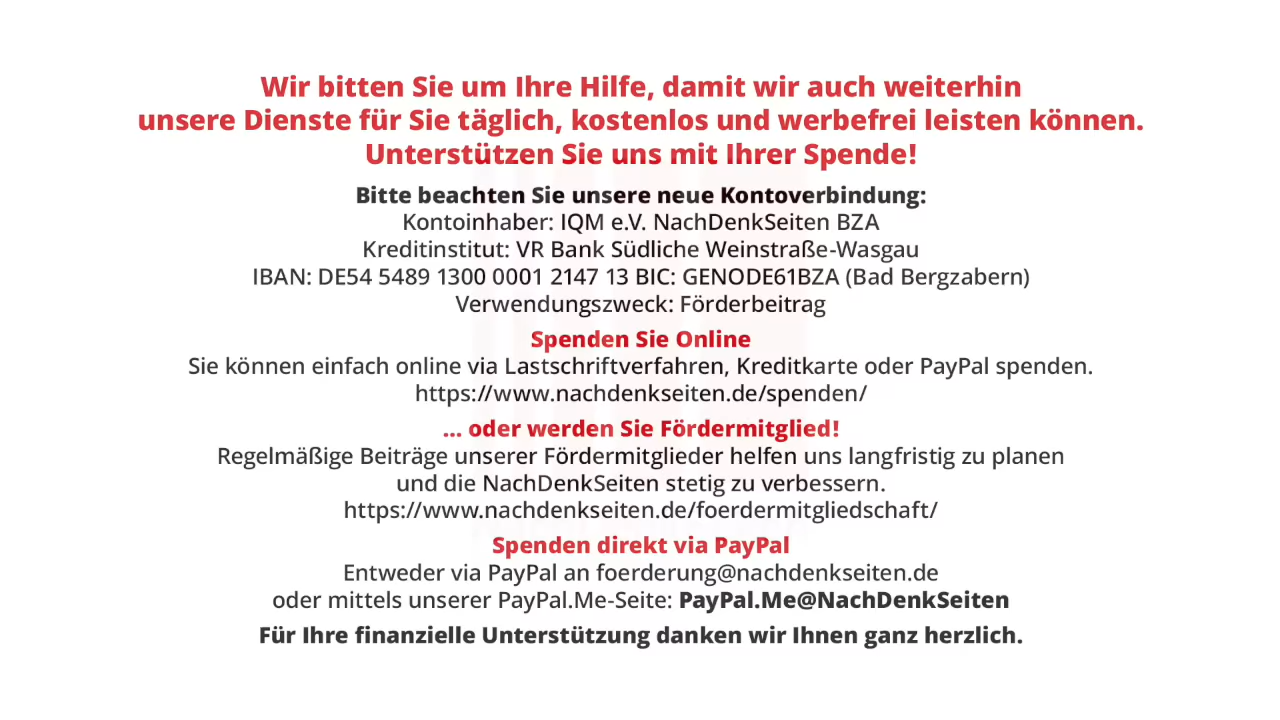 Wir bitten Sie um Ihre Hilfe, damit wir auch weiterhin
unsere Dienste für Sie täglich, kostenlos und werbefrei leisten können.
Unterstützen Sie uns mit Ihrer Spende!
Bitte beachten Sie unsere neue Kontoverbindung:
Kontoinhaber: IQM e.V. NachDenkSeiten BZA
Kreditinstitut: VR Bank Südliche Weinstraße-Wasgau
IBAN: DE54 5489 1300 0001 2147 13 BIC: GENODE61BZA (Bad Bergzabern)
Verwendungszweck: Förderbeitrag
Spenden Sie Online
Sie können einfach online via Lastschriftverfahren, Kreditkarte oder PayPal spenden.
https://www.nachdenkseiten.de/spenden/
... oder werden Sie Fördermitglied!
Regelmäßige Beiträge unserer Fördermitglieder helfen uns langfristig zu planen
und die NachDenkSeiten stetig zu verbessern.
https://www.nachdenkseiten.de/foerdermitgliedschaft/
Spenden direkt via PayPal
Entweder via PayPal an foerderung@nachdenkseiten.de
oder mittels unserer PayPal.Me-Seite: PayPal.Me@NachDenkSeiten
Für Ihre finanzielle Unterstützung danken wir Ihnen ganz herzlich.